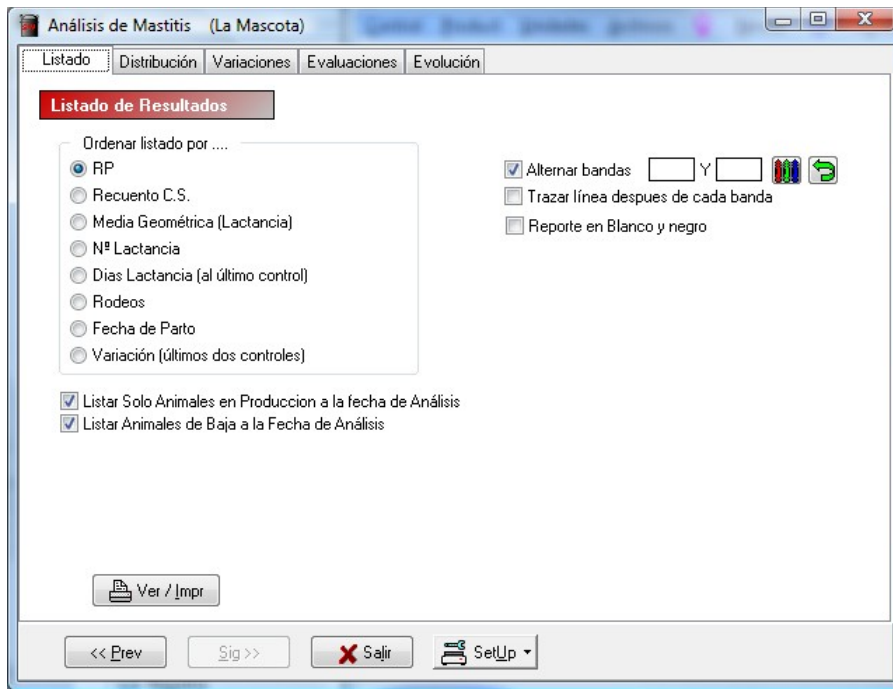 Análisis de Mastitis (La Mascota)
Listado Distribución Variaciones Evaluaciones Evolución
Listado de Resultados
Ordenar listado por ....
RP
Recuento C.S.
Media Geométrica (Lactancia)
Nº Lactancia
Dias Lactancia (al último control)
Rodeos
Fecha de Parto
Variación (últimos dos controles)
Alternar bandas Y
Trazar línea despues de cada banda
Reporte en Blanco y negro
Listar Solo Animales en Produccion a la fecha de Análisis
Listar Animales de Baja a la Fecha de Análisis
Ver / Impr
<< Prev Sig >> Salir SetUp